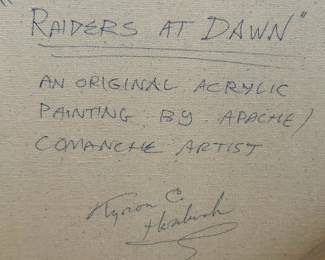 "RAIDERS AT DAWN"
AN ORIGINAL ACRYLIC
PAINTING BY APACHE/
COMANCHE ARTIST
C.